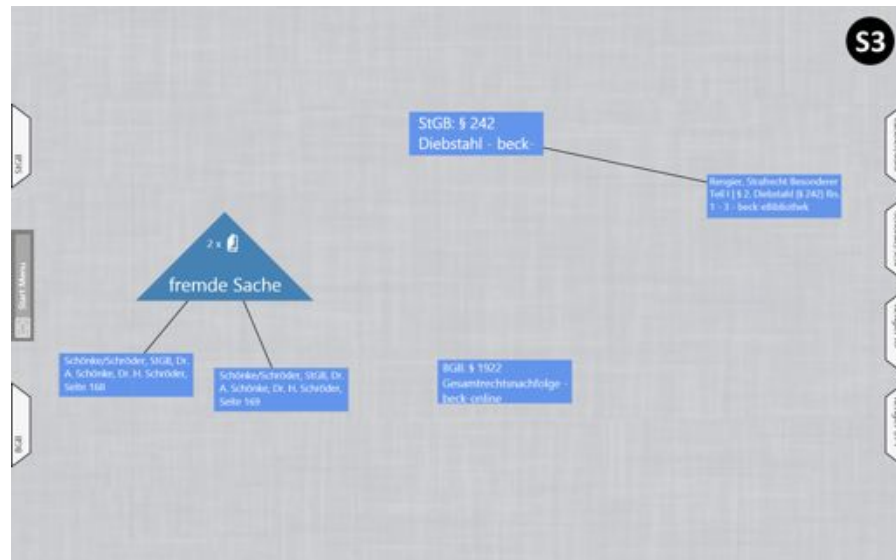 S3
StGB: § 242
Diebstahl - beck-
Rengier, Strafrecht Besonderer
Teil I | § 2. Diebstahl (§ 242) Rn.
1 - 3 - beck-eBibliothek
StGB
2 x
fremde Sache
Start Menu
Schönke/Schröder, StGB, Dr.
A. Schönke, Dr. H. Schröder,
Seite 168
Schönke/Schröder, StGB, Dr.
A. Schönke, Dr. H. Schröder,
Seite 169
BGB: § 1922
Gesamtrechtsnachfolge -
beck-online
BGB